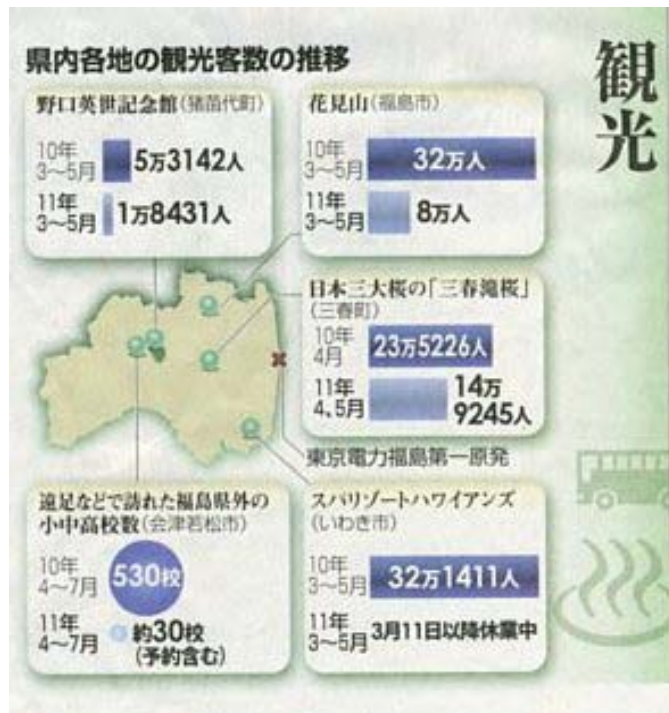 観光
県内各地の観光客数の推移
野口英世記念館(猪苗代町)
10年
3〜5月
5万3142人
11年
3〜5月
1万8431人
花見山(福島市)
10年
3〜5月
32万人
11年
3〜5月
8万人
日本三大桜の「三春滝桜」
(三春町)
10年
4月
23万5226人
11年
4、5月
14万
9245人
東京電力福島第一原発
遠足などで訪れた福島県外の
小中高校数(会津若松市)
10年
4〜7月
530校
11年
4〜7月
約30校
(予約含む)
スパリゾートハワイアンズ
(いわき市)
10年
3〜5月
32万1411人
11年
3〜5月
3月11日以降休業中